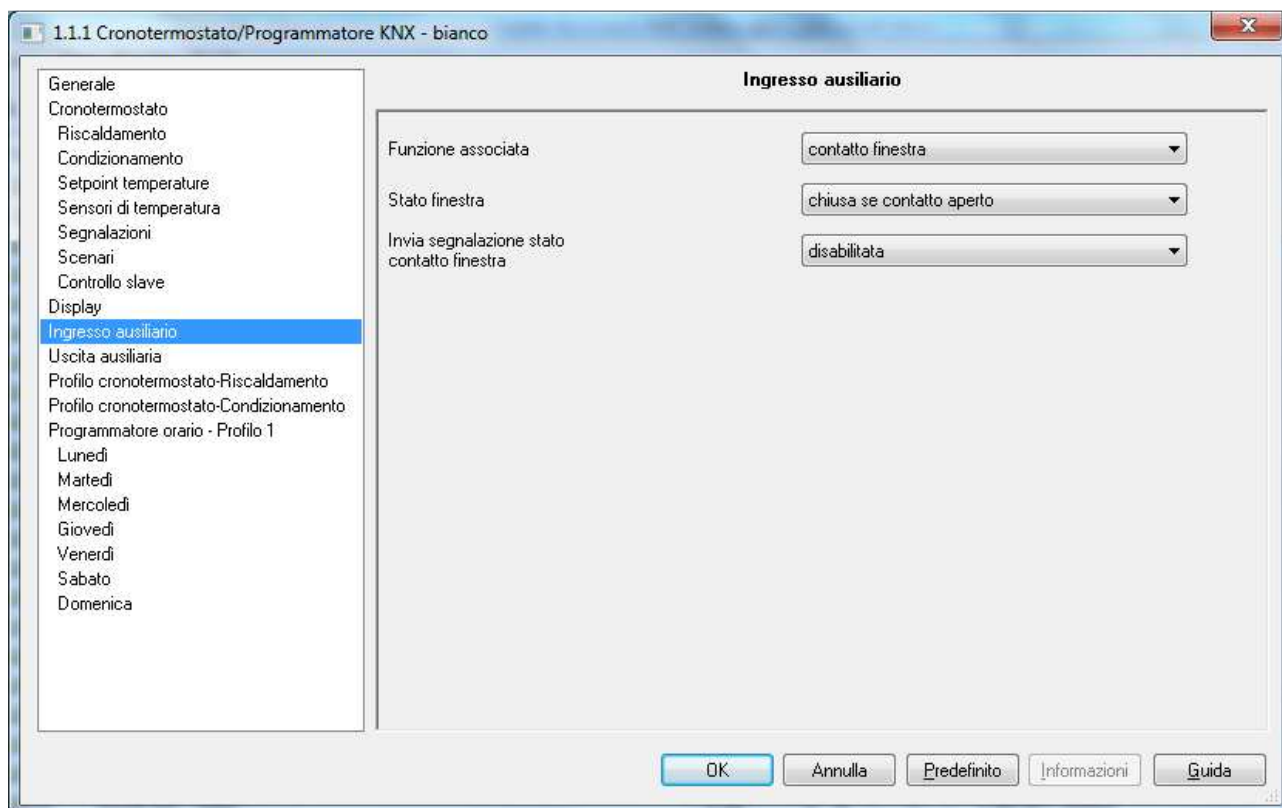 1.1.1 Cronotermostato/Programmatore KNX - bianco
Generale
Cronotermostato
Riscaldamento
Condizionamento
Setpoint temperature
Sensori di temperatura
Segnalazioni
Scenari
Controllo slave
Display
Ingresso ausiliario
Uscita ausiliaria
Profilo cronotermostato-Riscaldamento
Profilo cronotermostato-Condizionamento
Programmatore orario - Profilo 1
Lunedì
Martedì
Mercoledì
Giovedì
Venerdì
Sabato
Domenica
Ingresso ausiliario
Funzione associata
contatto finestra
Stato finestra
chiusa se contatto aperto
Invia segnalazione stato
contatto finestra
disabilitata
OK
Annulla
Predefinito
Informazioni
Guida